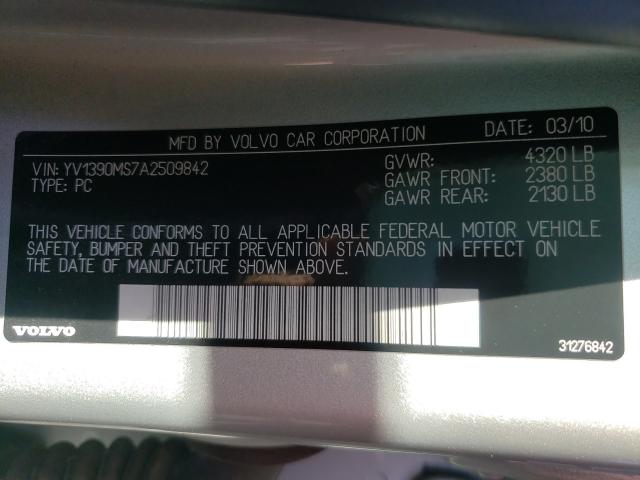 MFD BY VOLVO CAR CORPORATION DATE: 03/10
VIN: YV1390MS7A2509842 GVWR: 4320 LB
TYPE: PC GAWR FRONT: 2380 LB
GAWR REAR: 2130 LB
THIS VEHICLE CONFORMS TO ALL APPLICABLE FEDERAL MOTOR VEHICLE
SAFETY, BUMPER AND THEFT PREVENTION STANDARDS IN EFFECT ON
THE DATE OF MANUFACTURE SHOWN ABOVE.
VOLVO 31276842